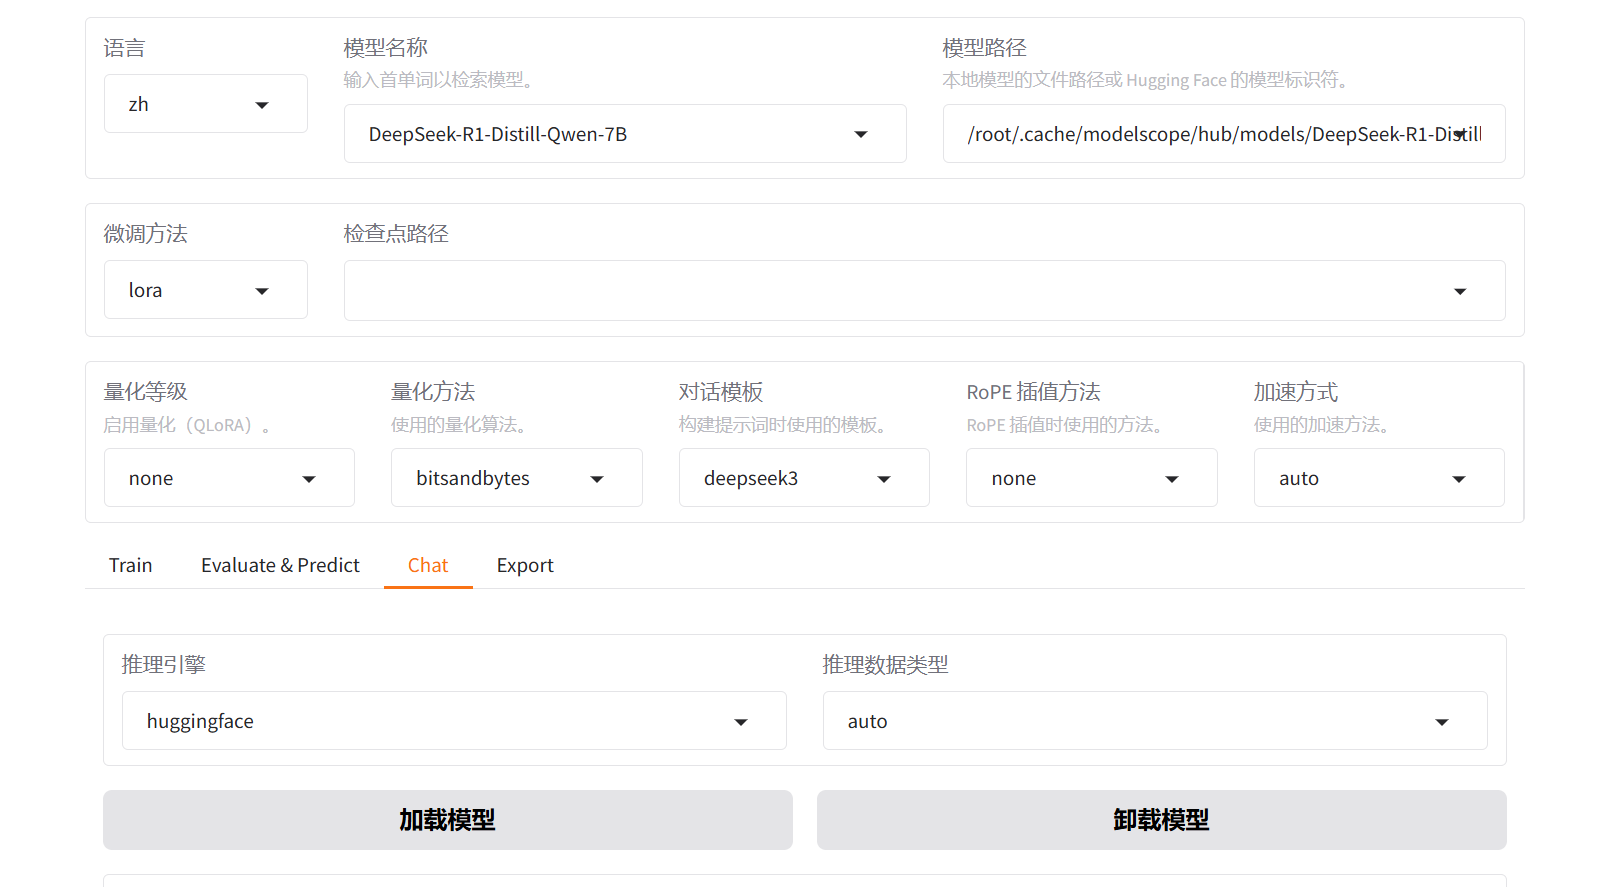 语言
zh
模型名称
输入首单词以检索模型。
DeepSeek-R1-Distill-Qwen-7B
模型路径
本地模型的文件路径或 Hugging Face 的模型标识符。
/root/.cache/modelscope/hub/models/DeepSeek-R1-Distill
微调方法
lora
检查点路径
量化等级
启用量化（QLoRA）。
none
量化方法
使用的量化算法。
bitsandbytes
对话模板
构建提示词时使用的模板。
deepseek3
RoPE 插值方法
RoPE 插值时使用的方法。
none
加速方式
使用的加速方法。
auto
Train
Evaluate & Predict
Chat
Export
推理引擎
huggingface
推理数据类型
auto
加载模型
卸载模型